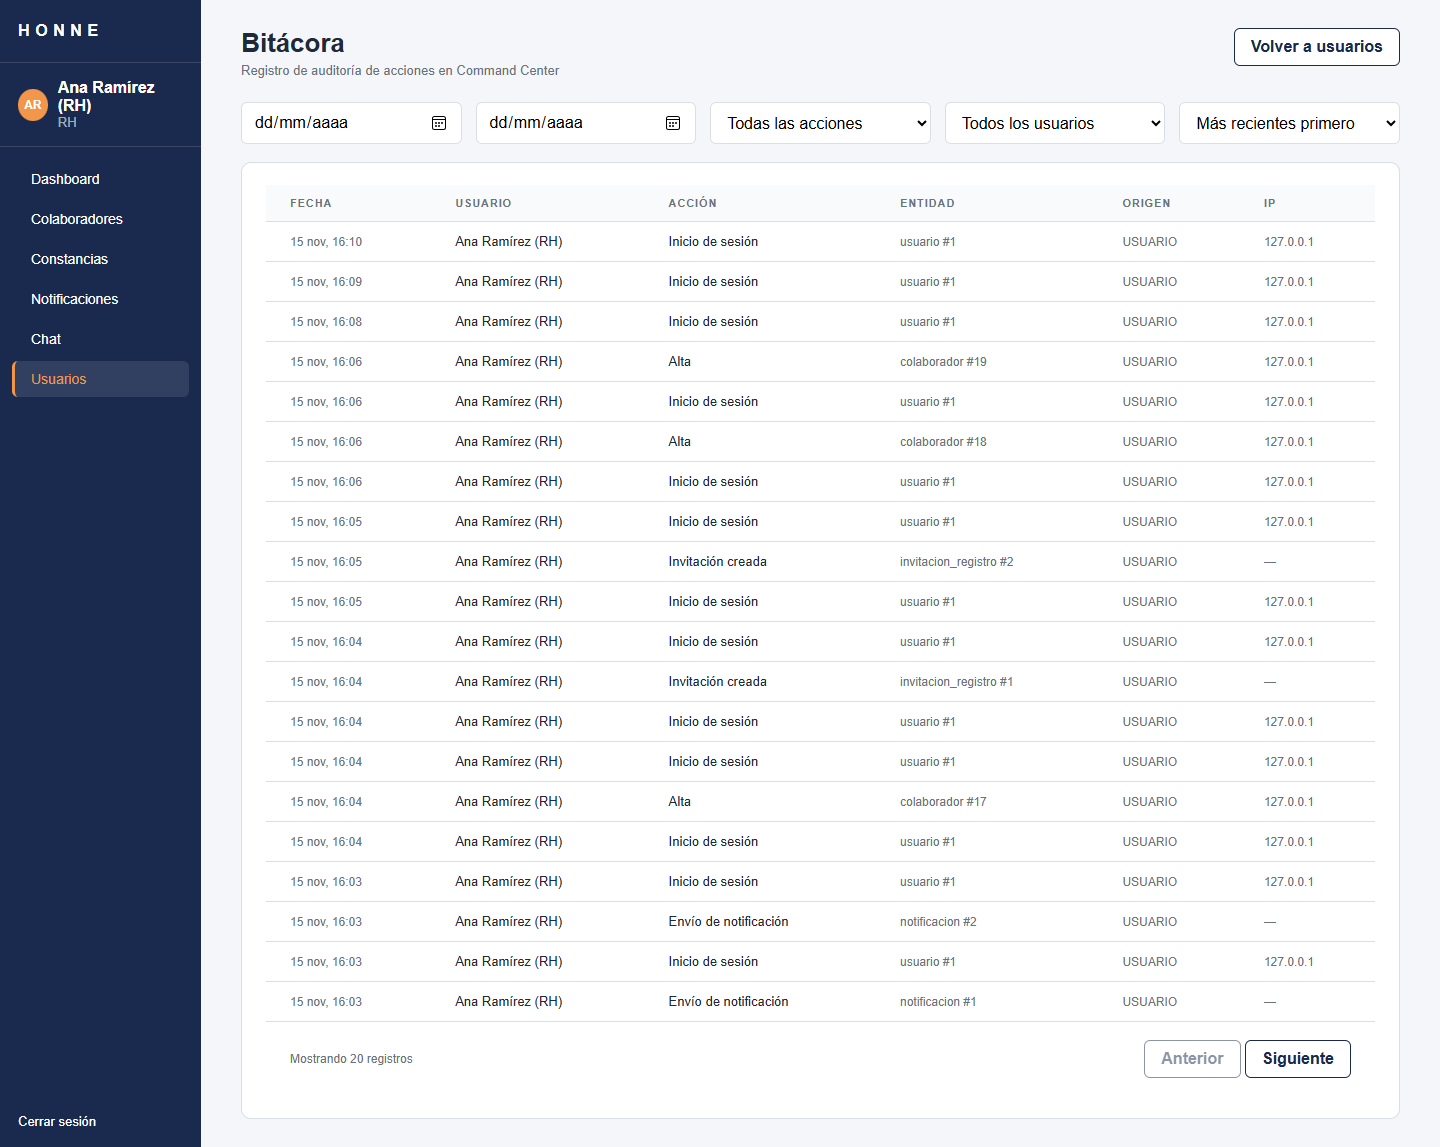 HONNE
AR
Ana Ramírez
(RH)
RH
Dashboard
Colaboradores
Constancias
Notificaciones
Chat
Usuarios
Cerrar sesión
Bitácora
Registro de auditoría de acciones en Command Center
Volver a usuarios
dd/mm/aaaa dd/mm/aaaa Todas las acciones Todos los usuarios Más recientes primero
FECHA USUARIO ACCIÓN ENTIDAD ORIGEN IP
15 nov, 16:10 Ana Ramírez (RH) Inicio de sesión usuario #1 USUARIO 127.0.0.1
15 nov, 16:09 Ana Ramírez (RH) Inicio de sesión usuario #1 USUARIO 127.0.0.1
15 nov, 16:08 Ana Ramírez (RH) Inicio de sesión usuario #1 USUARIO 127.0.0.1
15 nov, 16:06 Ana Ramírez (RH) Alta colaborador #19 USUARIO 127.0.0.1
15 nov, 16:06 Ana Ramírez (RH) Inicio de sesión usuario #1 USUARIO 127.0.0.1
15 nov, 16:06 Ana Ramírez (RH) Alta colaborador #18 USUARIO 127.0.0.1
15 nov, 16:06 Ana Ramírez (RH) Inicio de sesión usuario #1 USUARIO 127.0.0.1
15 nov, 16:05 Ana Ramírez (RH) Inicio de sesión usuario #1 USUARIO 127.0.0.1
15 nov, 16:05 Ana Ramírez (RH) Invitación creada invitacion_registro #2 USUARIO —
15 nov, 16:05 Ana Ramírez (RH) Inicio de sesión usuario #1 USUARIO 127.0.0.1
15 nov, 16:04 Ana Ramírez (RH) Inicio de sesión usuario #1 USUARIO 127.0.0.1
15 nov, 16:04 Ana Ramírez (RH) Invitación creada invitacion_registro #1 USUARIO —
15 nov, 16:04 Ana Ramírez (RH) Inicio de sesión usuario #1 USUARIO 127.0.0.1
15 nov, 16:04 Ana Ramírez (RH) Inicio de sesión usuario #1 USUARIO 127.0.0.1
15 nov, 16:04 Ana Ramírez (RH) Alta colaborador #17 USUARIO 127.0.0.1
15 nov, 16:04 Ana Ramírez (RH) Inicio de sesión usuario #1 USUARIO 127.0.0.1
15 nov, 16:03 Ana Ramírez (RH) Inicio de sesión usuario #1 USUARIO 127.0.0.1
15 nov, 16:03 Ana Ramírez (RH) Envío de notificación notificacion #2 USUARIO —
15 nov, 16:03 Ana Ramírez (RH) Inicio de sesión usuario #1 USUARIO 127.0.0.1
15 nov, 16:03 Ana Ramírez (RH) Envío de notificación notificacion #1 USUARIO —
Mostrando 20 registros Anterior Siguiente